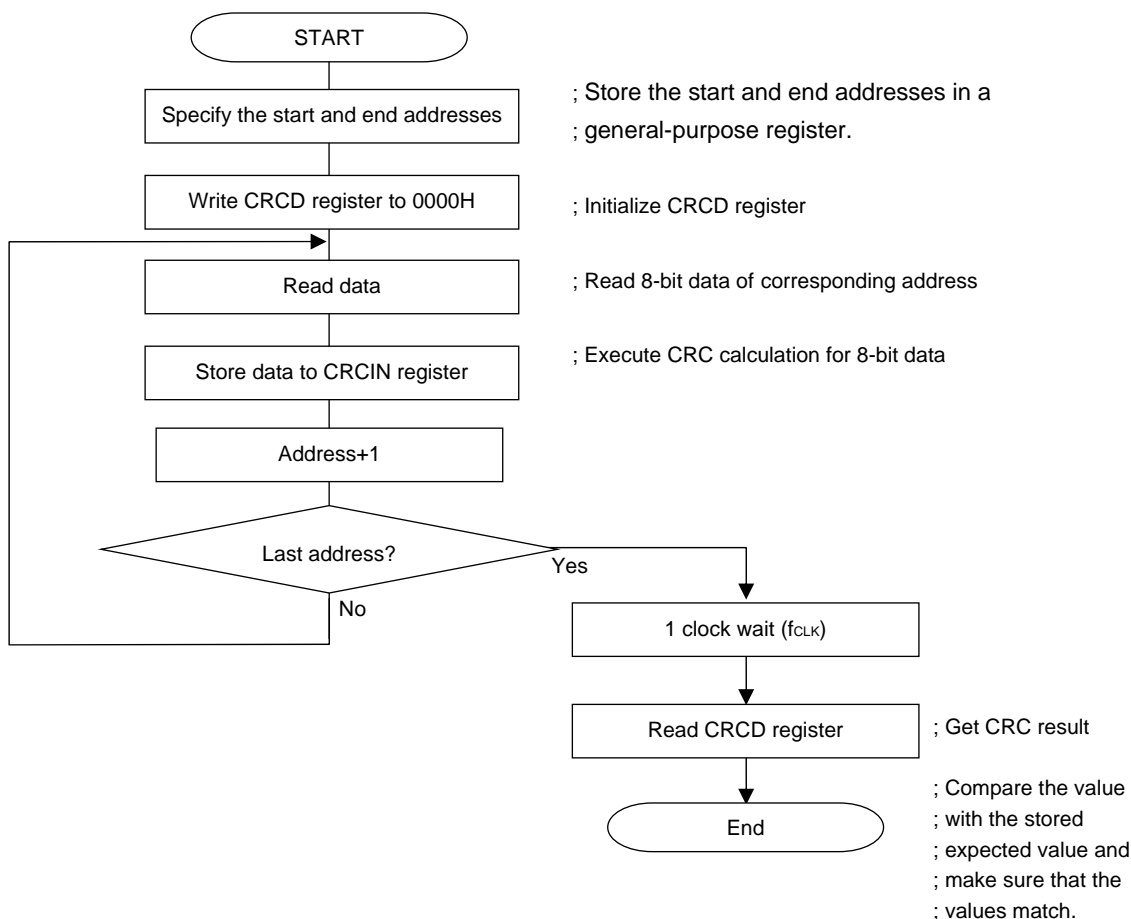 START
Specify the start and end addresses
; Store the start and end addresses in a
; general-purpose register.
Write CRCD register to 0000H
; Initialize CRCD register
Read data
; Read 8-bit data of corresponding address
Store data to CRCIN register
; Execute CRC calculation for 8-bit data
Address+1
Last address?
Yes
No
1 clock wait (fCLK)
Read CRCD register
; Get CRC result
End
; Compare the value
; with the stored
; expected value and
; make sure that the
; values match.